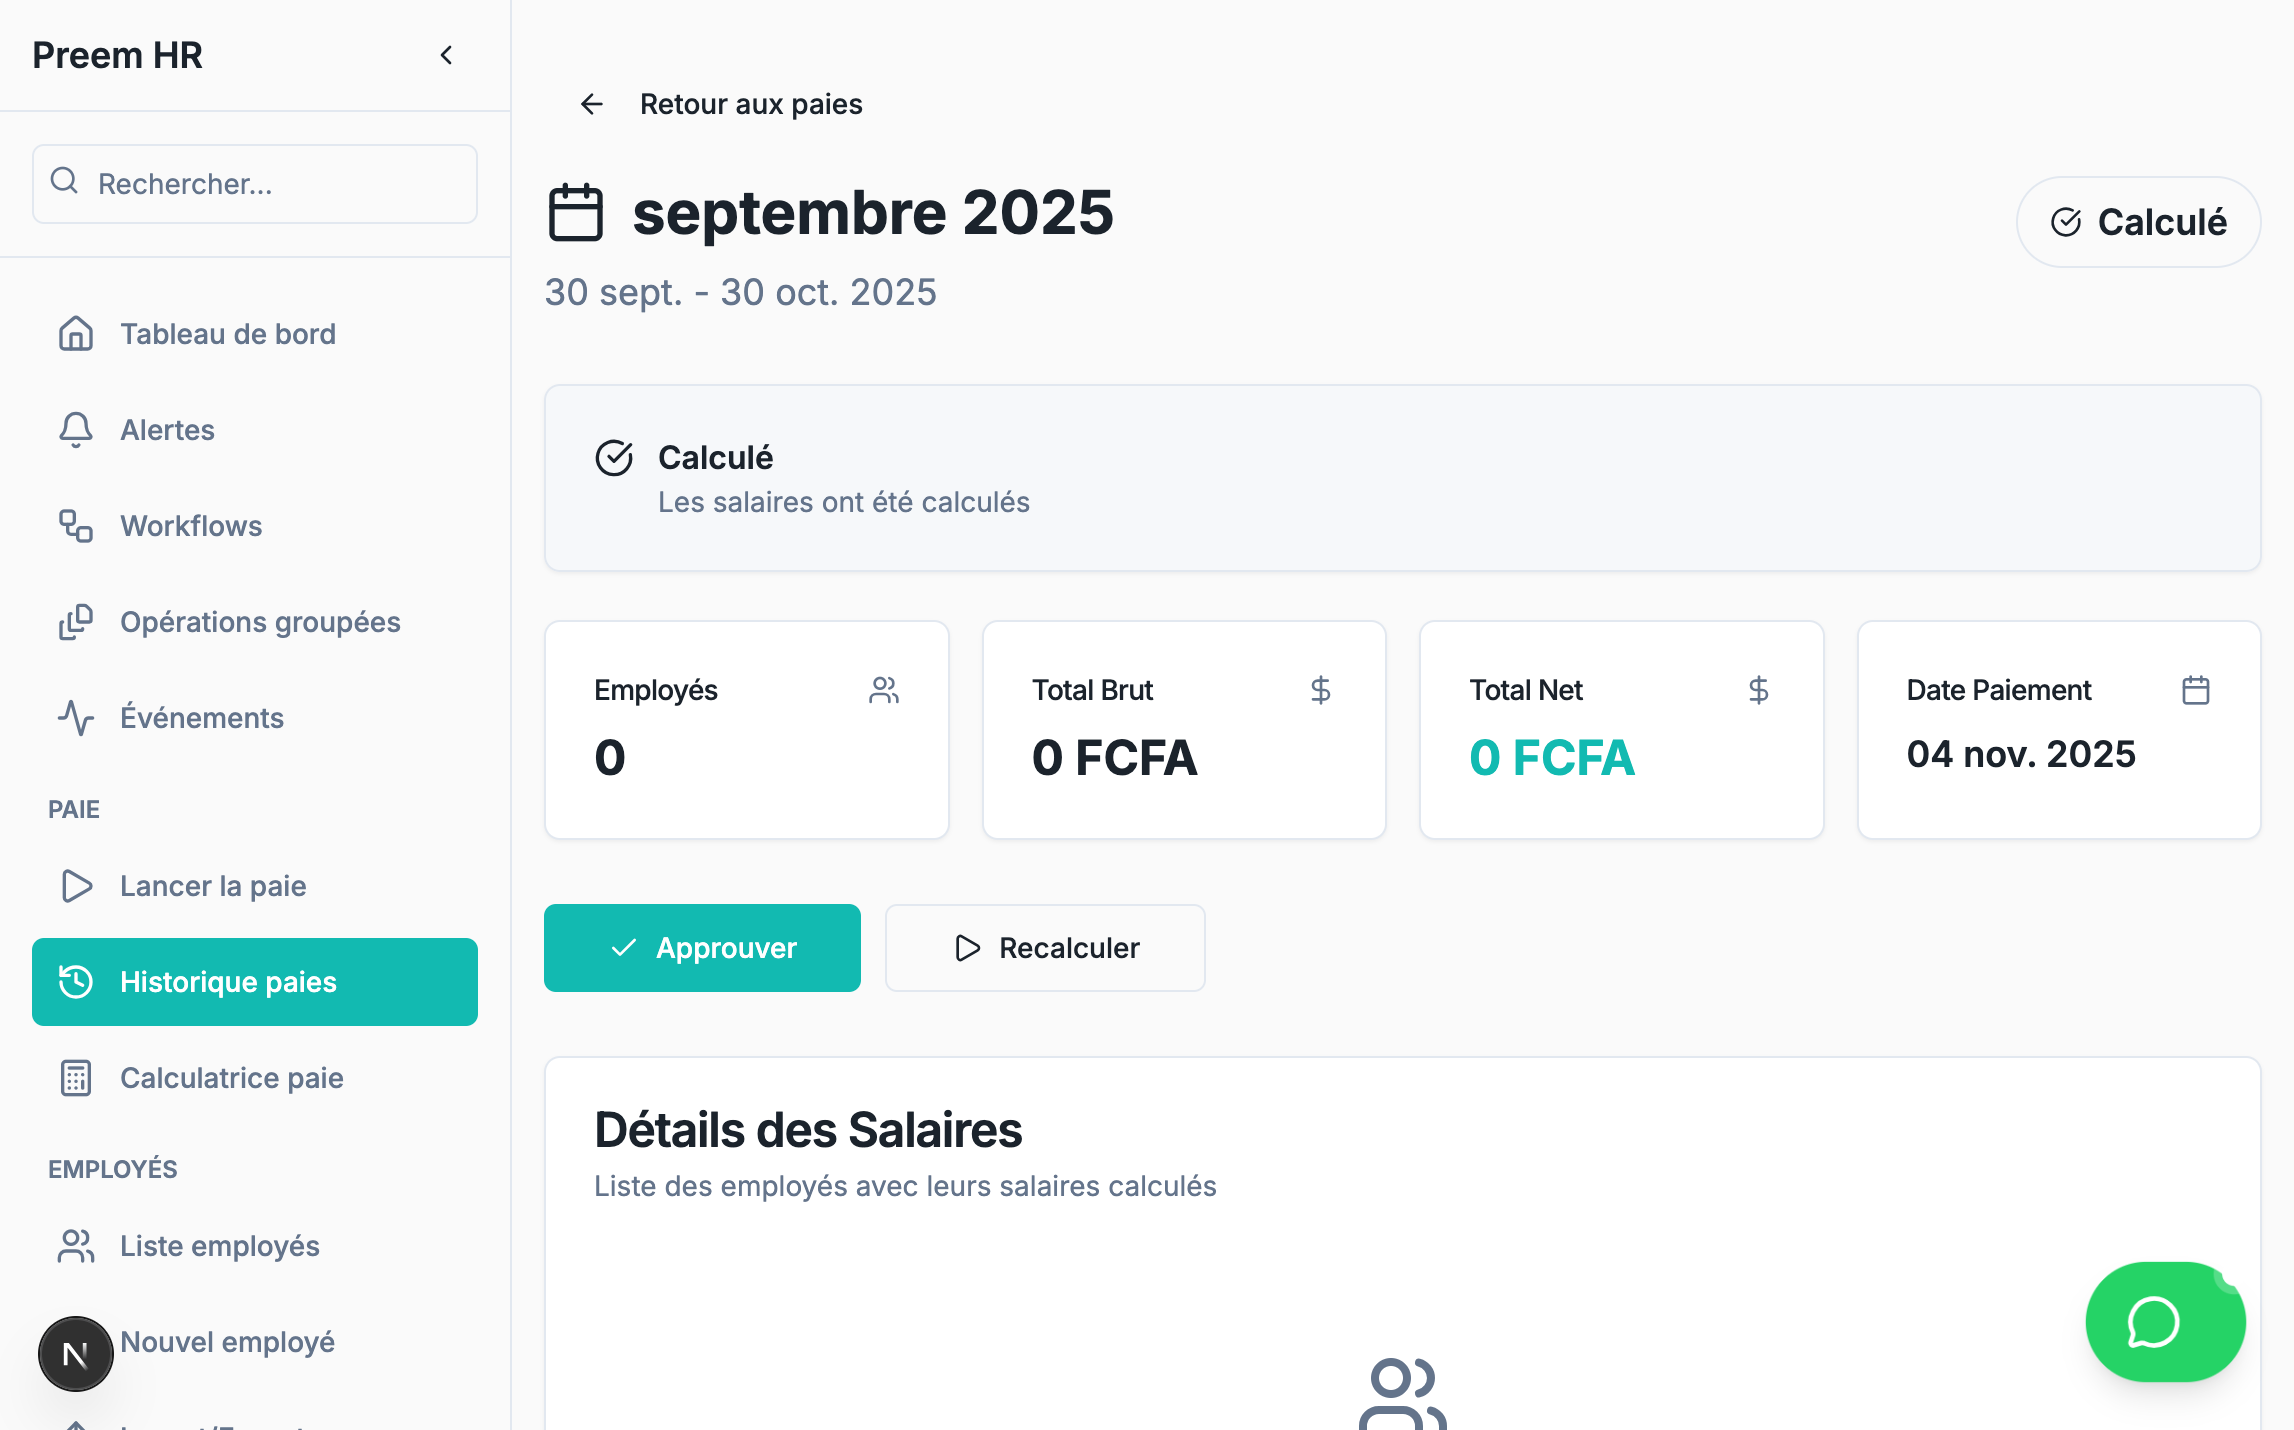 Preem HR
Rechercher...
Tableau de bord
Alertes
Workflows
Opérations groupées
Événements
PAIE
Lancer la paie
Historique paies
Calculatrice paie
EMPLOYÉS
Liste employés
Nouvel employé
N
Retour aux paies
septembre 2025
Calculé
30 sept. - 30 oct. 2025
Calculé
Les salaires ont été calculés
Employés
0
Total Brut
0 FCFA
Total Net
0 FCFA
Date Paiement
04 nov. 2025
Approuver
Recalculer
Détails des Salaires
Liste des employés avec leurs salaires calculés